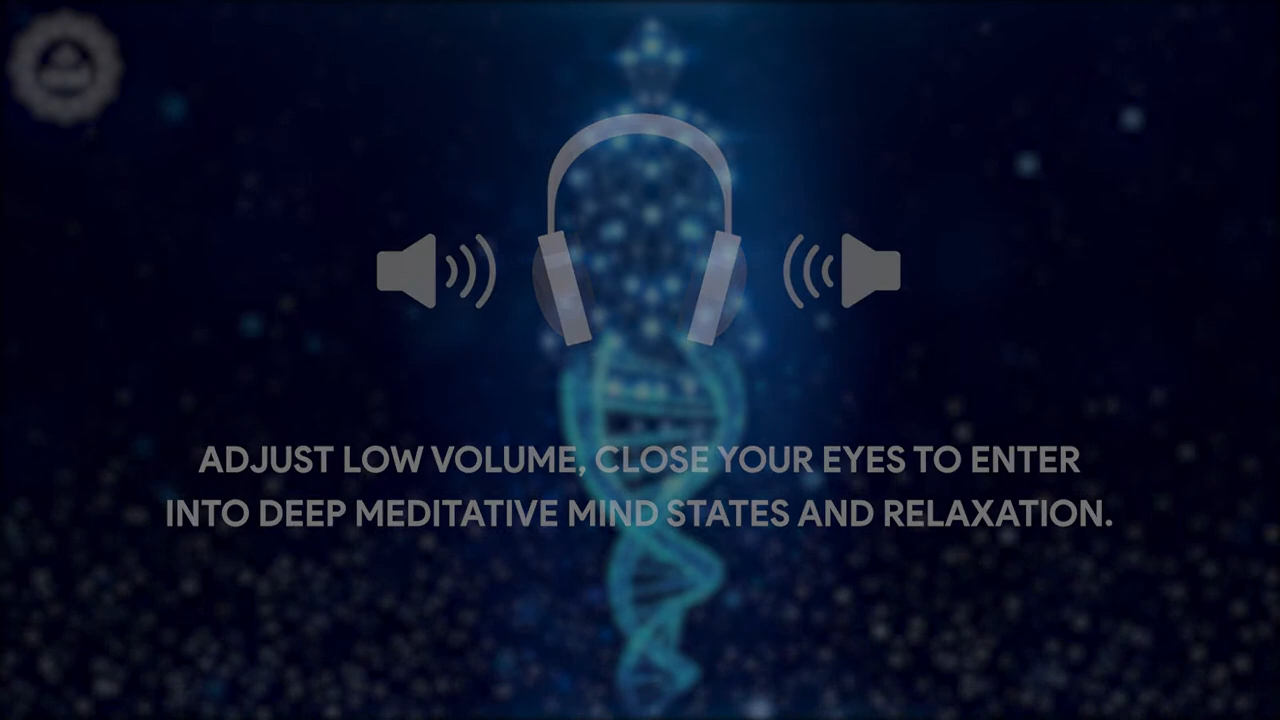 ADJUST LOW VOLUME, CLOSE YOUR EYES TO ENTER
INTO DEEP MEDITATIVE MIND STATES AND RELAXATION.